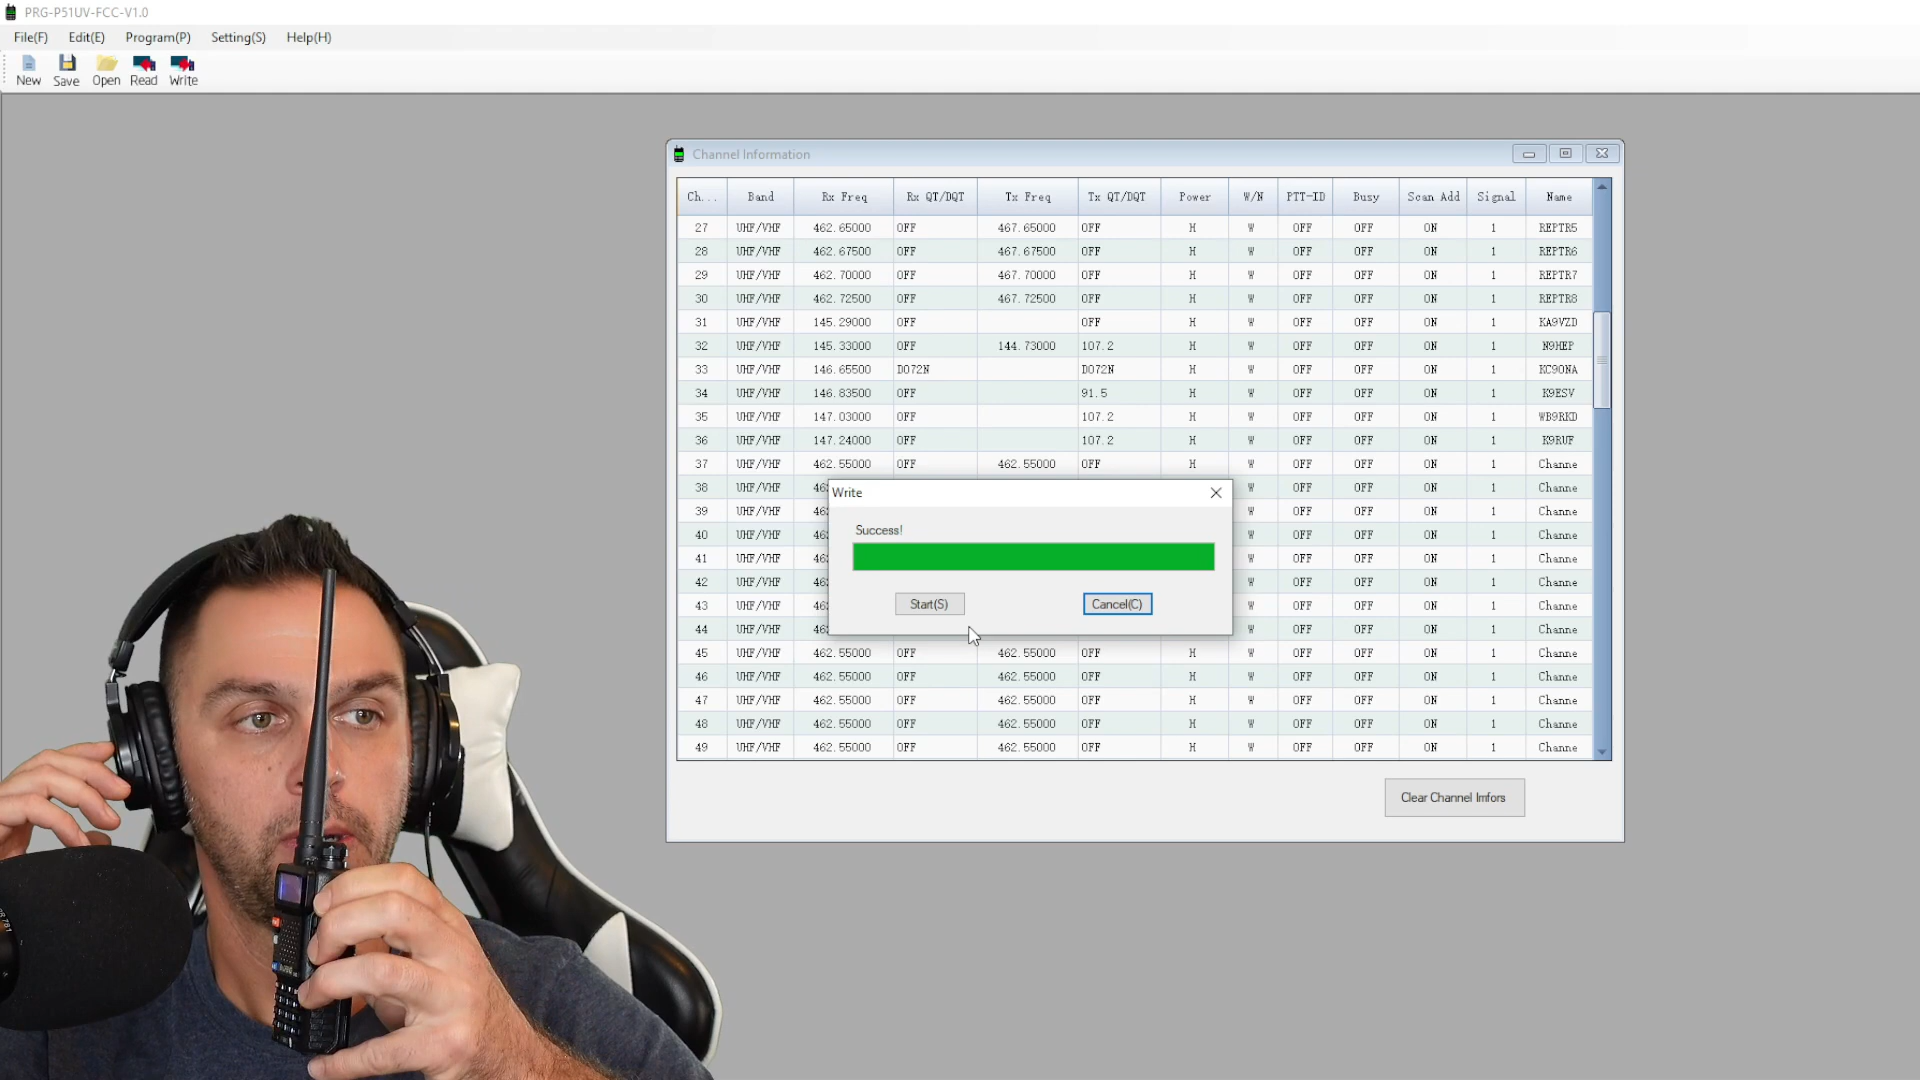 PRG-P51UV-FCC-V1.0
File(F) Edit(E) Program(P) Setting(S) Help(H)
New Save Open Read Write
Channel Information
Ch... Band Rx Freq Rx QT/DQT Tx Freq Tx QT/DQT Power W/N PTT-ID Busy Scan Add Signal Name
27 UHF/VHF 462.65000 OFF 467.65000 OFF H W OFF OFF ON 1 REPTR5
28 UHF/VHF 462.67500 OFF 467.67500 OFF H W OFF OFF ON 1 REPTR6
29 UHF/VHF 462.70000 OFF 467.70000 OFF H W OFF OFF ON 1 REPTR7
30 UHF/VHF 462.72500 OFF 467.72500 OFF H W OFF OFF ON 1 REPTR8
31 UHF/VHF 145.29000 OFF OFF H W OFF OFF ON 1 KA9VZD
32 UHF/VHF 145.33000 OFF 144.73000 107.2 H W OFF OFF ON 1 N9HEP
33 UHF/VHF 146.65500 D072N D072N H W OFF OFF ON 1 KC9ONA
34 UHF/VHF 146.83500 OFF 91.5 H W OFF OFF ON 1 K9ESV
35 UHF/VHF 147.03000 OFF 107.2 H W OFF OFF ON 1 WB9RKD
36 UHF/VHF 147.24000 OFF 107.2 H W OFF OFF ON 1 K9RUF
37 UHF/VHF 462.55000 OFF 462.55000 OFF H W OFF OFF ON 1 Channe
38 UHF/VHF 462 W OFF OFF ON 1 Channe
39 UHF/VHF 462 W OFF OFF ON 1 Channe
40 UHF/VHF 462 W OFF OFF ON 1 Channe
41 UHF/VHF 462 W OFF OFF ON 1 Channe
42 UHF/VHF 462 W OFF OFF ON 1 Channe
43 UHF/VHF 462 W OFF OFF ON 1 Channe
44 UHF/VHF 462 W OFF OFF ON 1 Channe
45 UHF/VHF 462.55000 OFF 462.55000 OFF H W OFF OFF ON 1 Channe
46 UHF/VHF 462.55000 OFF 462.55000 OFF H W OFF OFF ON 1 Channe
47 UHF/VHF 462.55000 OFF 462.55000 OFF H W OFF OFF ON 1 Channe
48 UHF/VHF 462.55000 OFF 462.55000 OFF H W OFF OFF ON 1 Channe
49 UHF/VHF 462.55000 OFF 462.55000 OFF H W OFF OFF ON 1 Channe
Write
Success!
Start(S) Cancel(C)
Clear Channel Imfors